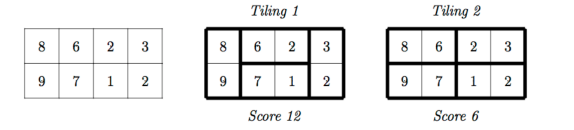 Tiling 1 Tiling 2
8 6 2 3 8 6 2 3 8 6 2 3
9 7 1 2 9 7 1 2 9 7 1 2
Score 12 Score 6